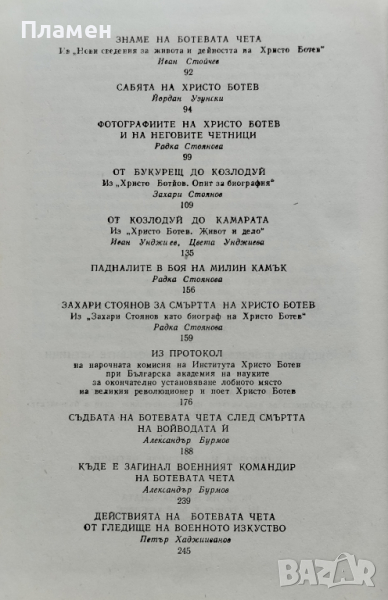 Пламен
ЗНАМЕ НА БОТЕВАТА ЧЕТА
Из „Нови сведения за живота и дейността на Христо Ботев“
Иван Стойчев
92
САБЯТА НА ХРИСТО БОТЕВ
Йордан Узунски
94
ФОТОГРАФИИТЕ НА ХРИСТО БОТЕВ
И НА НЕГОВИТЕ ЧЕТНИЦИ
Радка Стоянова
99
ОТ БУКУРЕЩ ДО КОЗЛОДУЙ
Из „Христо Ботйов. Опит за биография“
Захари Стоянов
109
ОТ КОЗЛОДУЙ ДО КАМАРАТА
Из „Христо Ботев. Живот и дело“
Иван Унджиев, Цвета Унджиева
135
ПАДНАЛИТЕ В БОЯ НА МИЛИН КАМЪК
Радка Стоянова
156
ЗАХАРИ СТОЯНОВ ЗА СМЪРТТА НА ХРИСТО БОТЕВ
Из „Захари Стоянов като биограф на Христо Ботев“
Радка Стоянова
159
ИЗ ПРОТОКОЛ
на нарочната комисия на Института Христо Ботев
при Българска академия на науките
за окончателно установяване лобното място
на великия революционер и поет Христо Ботев
176
СЪДБАТА НА БОТЕВАТА ЧЕТА СЛЕД СМЪРТТА
НА ВОЙВОДАТА Й
Александър Бурмов
188
КЪДЕ Е ЗАГИНАЛ ВОЕННИЯТ КОМАНДИР
НА БОТЕВАТА ЧЕТА
Александър Бурмов
239
ДЕЙСТВИЯТА НА БОТЕВАТА ЧЕТА
ОТ ГЛЕДИЩЕ НА ВОЕННОТО ИЗКУСТВО
Петър Хаджииванов
245
BAZAR